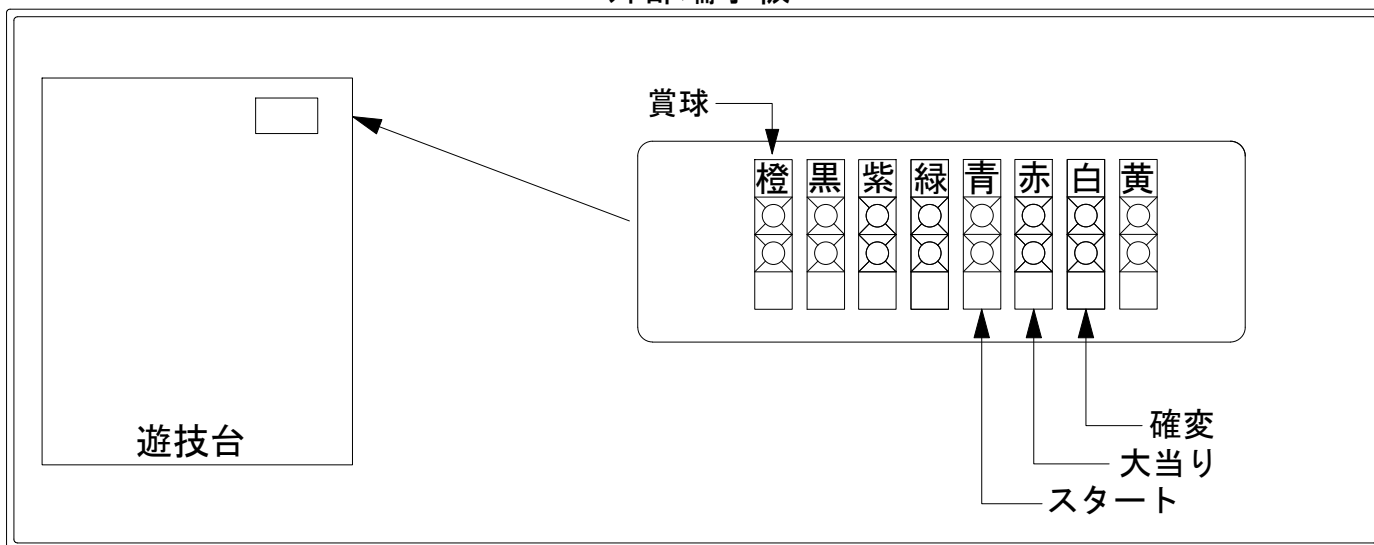 賞球
橙 黒 紫 緑 青 赤 白 黄
遊技台
確変
大当り
スタート